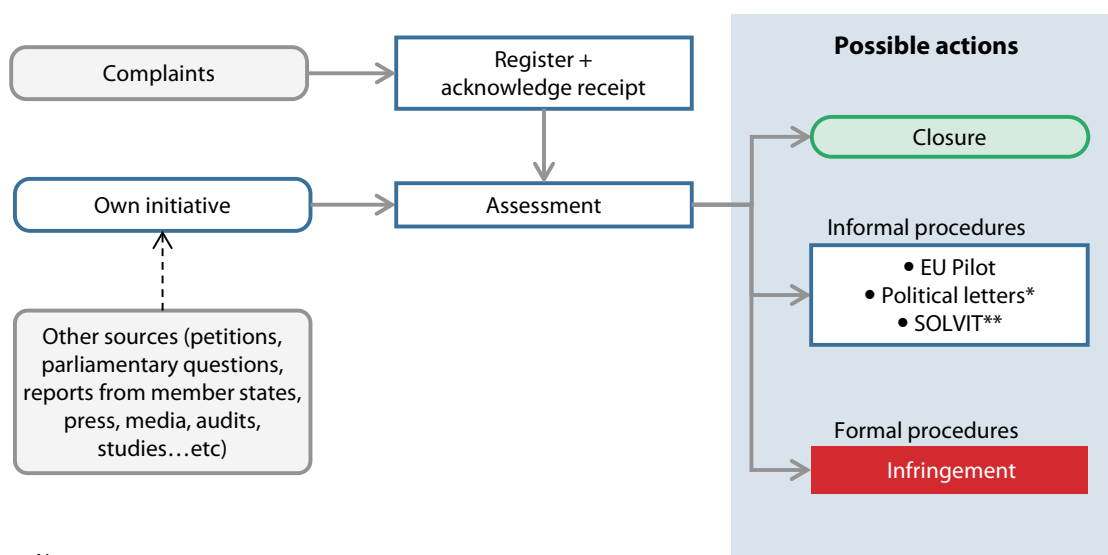 Complaints
Register +
acknowledge receipt
Possible actions
Closure
Own initiative
Assessment
Informal procedures
• EU Pilot
• Political letters*
• SOLVIT**
Other sources (petitions,
parliamentary questions,
reports from member states,
press, media, audits,
studies…etc)
Formal procedures
Infringement